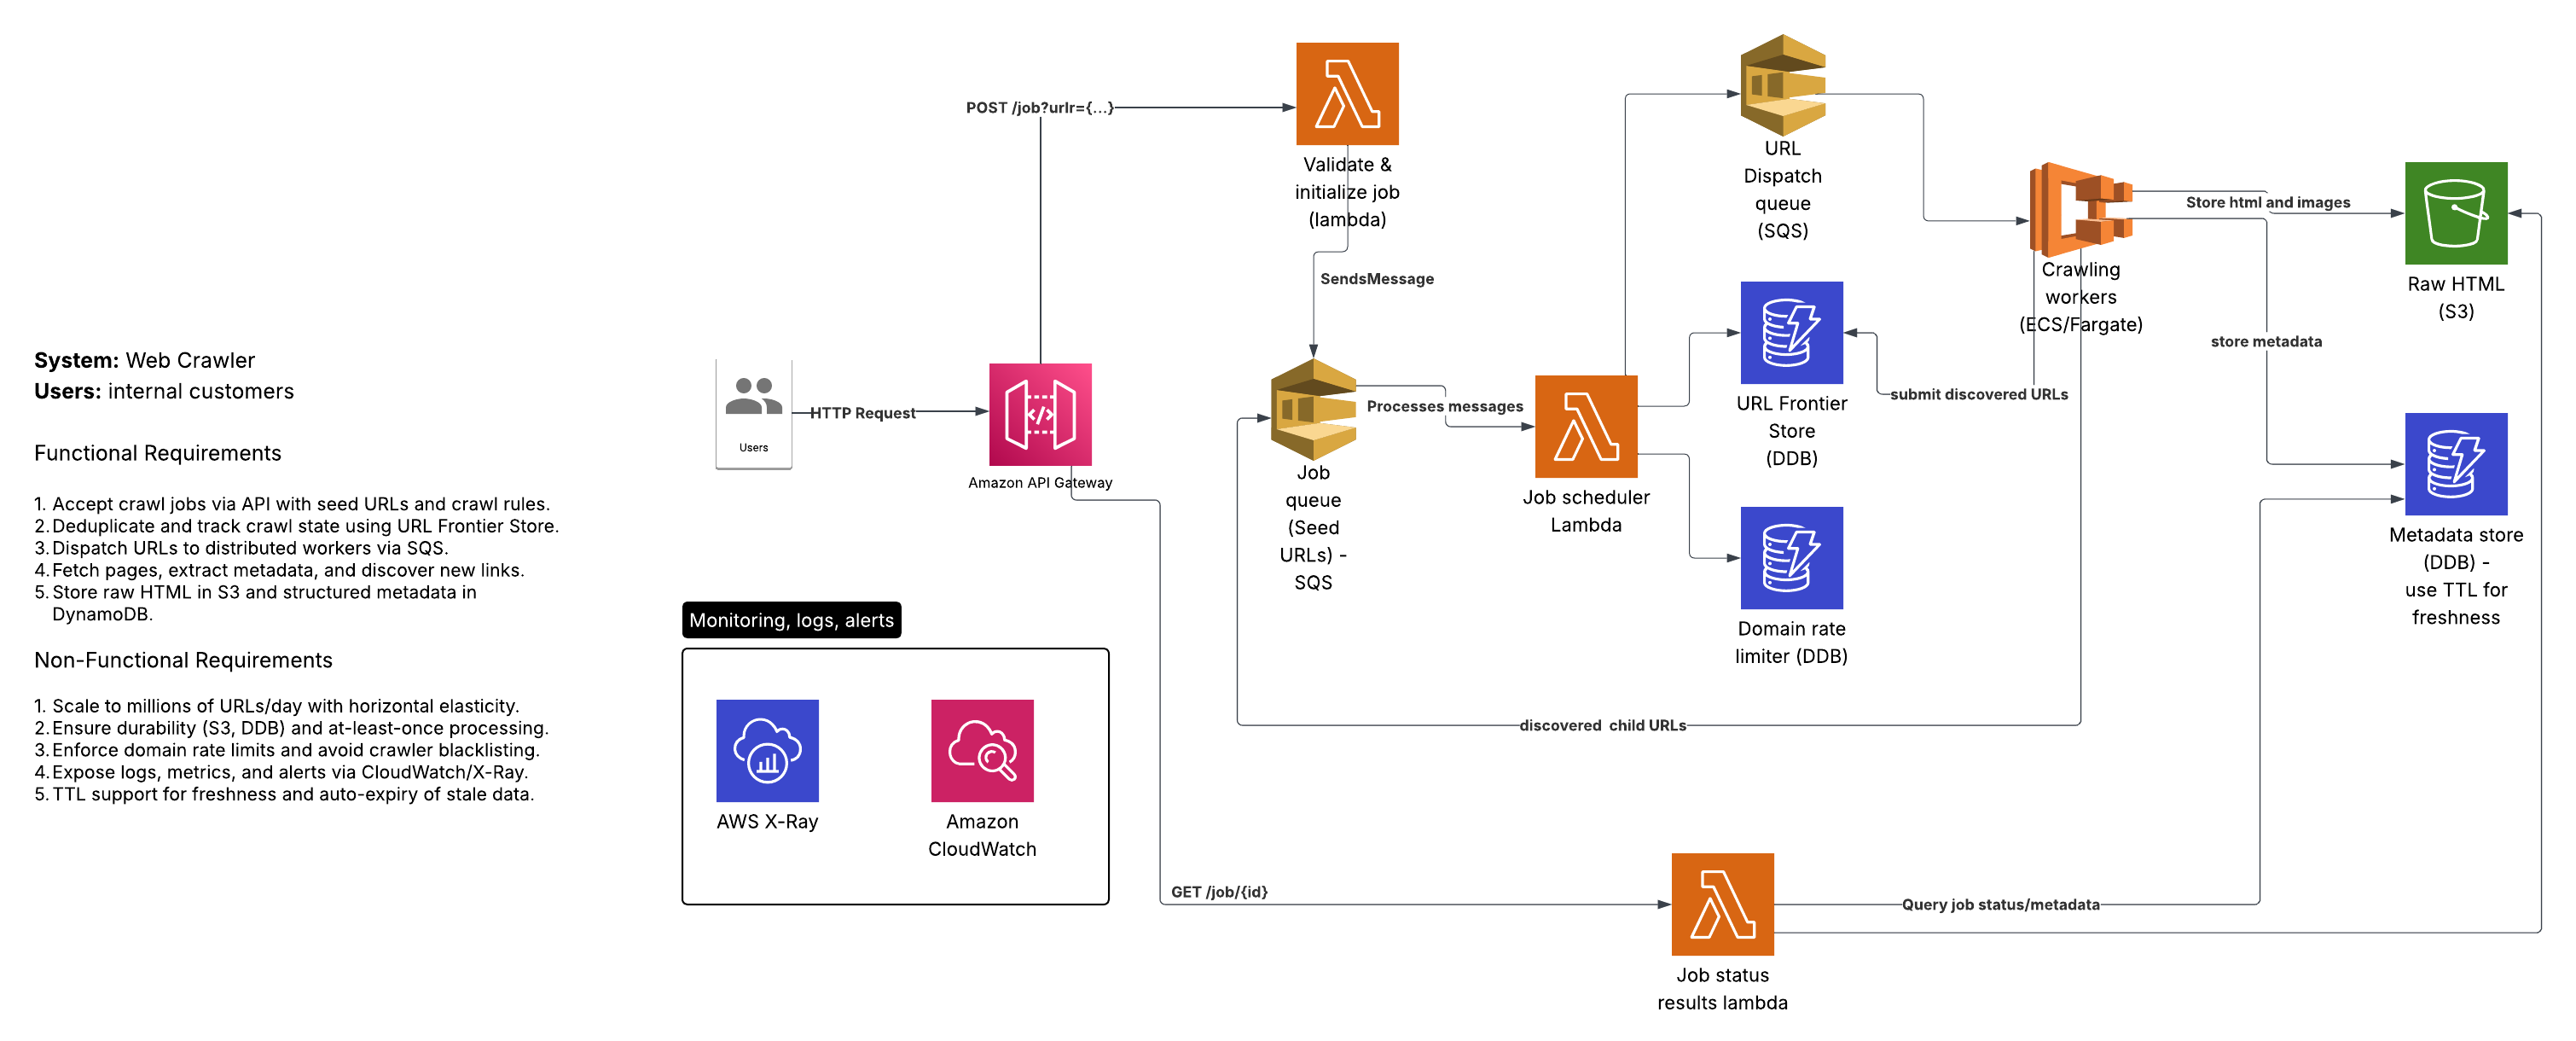 System: Web Crawler
Users: internal customers
Functional Requirements
1. Accept crawl jobs via API with seed URLs and crawl rules.
2. Deduplicate and track crawl state using URL Frontier Store.
3. Dispatch URLs to distributed workers via SQS.
4. Fetch pages, extract metadata, and discover new links.
5. Store raw HTML in S3 and structured metadata in
DynamoDB.
Non-Functional Requirements
1. Scale to millions of URLs/day with horizontal elasticity.
2. Ensure durability (S3, DDB) and at-least-once processing.
3. Enforce domain rate limits and avoid crawler blacklisting.
4. Expose logs, metrics, and alerts via CloudWatch/X-Ray.
5. TTL support for freshness and auto-expiry of stale data.
Users
HTTP Request
Amazon API Gateway
Monitoring, logs, alerts
AWS X-Ray
Amazon
CloudWatch
POST /job?urlr={...}
Validate &
initialize job
(lambda)
SendsMessage
Job
queue
(Seed
URLs) -
SQS
Processes messages
Job scheduler
Lambda
URL
Dispatch
queue
(SQS)
URL Frontier
Store
(DDB)
Domain rate
limiter (DDB)
submit discovered URLs
discovered  child URLs
Crawling
workers
(ECS/Fargate)
Store html and images
store metadata
Raw HTML
(S3)
Metadata store
(DDB) -
use TTL for
freshness
GET /job/{id}
Query job status/metadata
Job status
results lambda